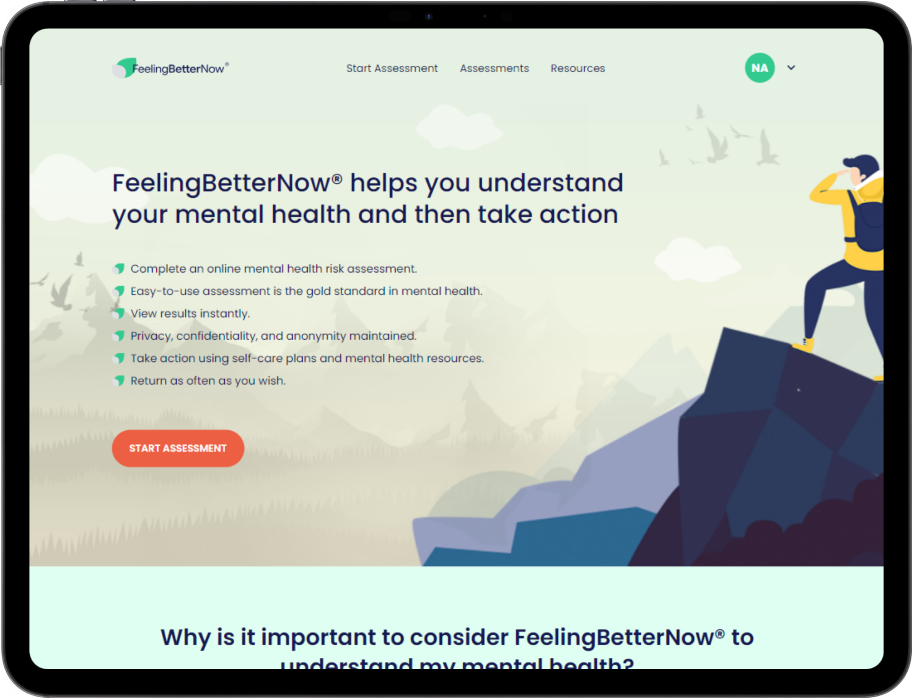 FeelingBetterNow®
Start Assessment
Assessments
Resources
NA
FeelingBetterNow® helps you understand
your mental health and then take action
Complete an online mental health risk assessment.
Easy-to-use assessment is the gold standard in mental health.
View results instantly.
Privacy, confidentiality, and anonymity maintained.
Take action using self-care plans and mental health resources.
Return as often as you wish.
START ASSESSMENT
Why is it important to consider FeelingBetterNow® to
understand my mental health?